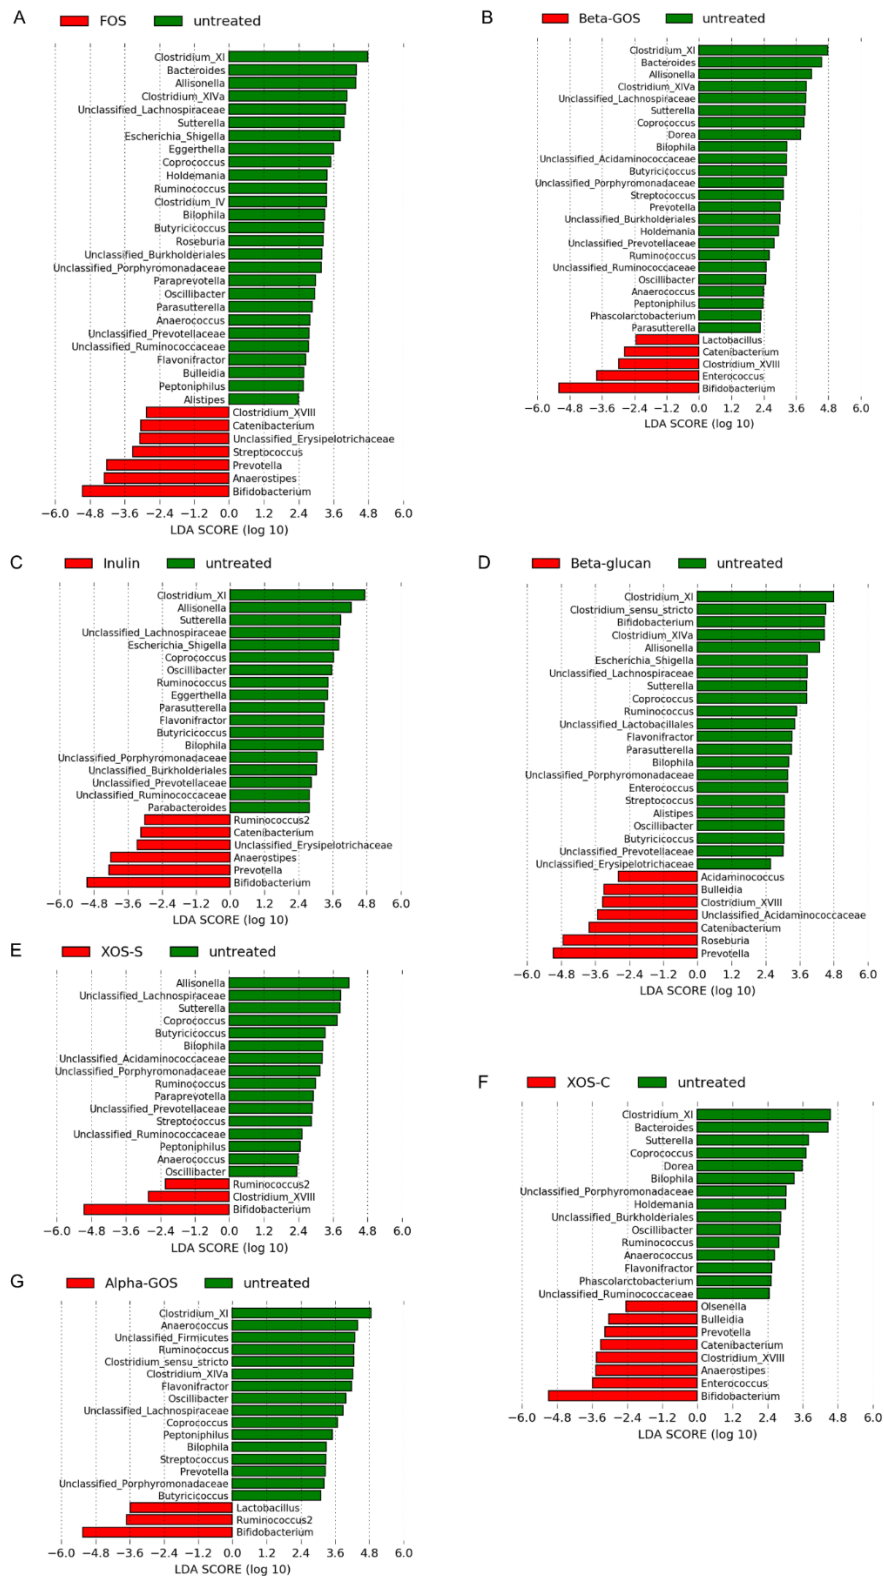 A
FOS
untreated
Clostridium_XI
Bacteroides
Allisonella
Clostridium_XIVa
Unclassified_Lachnospiraceae
Sutterella
Escherichia_Shigella
Eggerthella
Coprococcus
Holdemania
Ruminococcus
Clostridium_IV
Bilophila
Butyricicoccus
Roseburia
Unclassified_Burkholderiales
Unclassified_Porphyromonadaceae
Paraprevotella
Oscillibacter
Parasutterella
Anaerococcus
Unclassified_Prevotellaceae
Unclassified_Ruminococcaceae
Flavonifractor
Bulleidia
Peptoniphilus
Alistipes
Clostridium_XVIII
Catenibacterium
Unclassified_Erysipelotrichaceae
Streptococcus
Prevotella
Anaerostipes
Bifidobacterium
−6.0 −4.8 −3.6 −2.4 −1.2 0.0 1.2 2.4 3.6 4.8 6.0
LDA SCORE (log 10)
B
Beta-GOS
untreated
Clostridium_XI
Bacteroides
Allisonella
Clostridium_XIVa
Unclassified_Lachnospiraceae
Sutterella
Coprococcus
Dorea
Bilophila
Unclassified_Acidaminococcaceae
Butyricicoccus
Unclassified_Porphyromonadaceae
Streptococcus
Prevotella
Unclassified_Burkholderiales
Holdemania
Unclassified_Prevotellaceae
Ruminococcus
Unclassified_Ruminococcaceae
Oscillibacter
Anaerococcus
Peptoniphilus
Phascolarctobacterium
Parasutterella
Lactobacillus
Catenibacterium
Clostridium_XVIII
Enterococcus
Bifidobacterium
−6.0 −4.8 −3.6 −2.4 −1.2 0.0 1.2 2.4 3.6 4.8 6.0
LDA SCORE (log 10)
C
Inulin
untreated
Clostridium_XI
Allisonella
Sutterella
Unclassified_Lachnospiraceae
Escherichia_Shigella
Coprococcus
Oscillibacter
Ruminococcus
Eggerthella
Parasutterella
Flavonifractor
Butyricicoccus
Bilophila
Unclassified_Porphyromonadaceae
Unclassified_Burkholderiales
Unclassified_Prevotellaceae
Unclassified_Ruminococcaceae
Parabacteroides
Ruminococcus2
Catenibacterium
Unclassified_Erysipelotrichaceae
Anaerostipes
Prevotella
Bifidobacterium
−6.0 −4.8 −3.6 −2.4 −1.2 0.0 1.2 2.4 3.6 4.8 6.0
LDA SCORE (log 10)
D
Beta-glucan
untreated
Clostridium_XI
Clostridium_sensu_stricto
Bifidobacterium
Clostridium_XIVa
Allisonella
Escherichia_Shigella
Unclassified_Lachnospiraceae
Sutterella
Coprococcus
Ruminococcus
Unclassified_Lactobacillales
Flavonifractor
Parasutterella
Bilophila
Unclassified_Porphyromonadaceae
Enterococcus
Streptococcus
Alistipes
Oscillibacter
Butyricicoccus
Unclassified_Prevotellaceae
Unclassified_Erysipelotrichaceae
Acidaminococcus
Bulleidia
Clostridium_XVIII
Unclassified_Acidaminococcaceae
Catenibacterium
Roseburia
Prevotella
−6.0 −4.8 −3.6 −2.4 −1.2 0.0 1.2 2.4 3.6 4.8 6.0
LDA SCORE (log 10)
E
XOS-S
untreated
Allisonella
Unclassified_Lachnospiraceae
Sutterella
Coprococcus
Butyricicoccus
Bilophila
Unclassified_Acidaminococcaceae
Unclassified_Porphyromonadaceae
Ruminococcus
Paraprevotella
Unclassified_Prevotellaceae
Streptococcus
Unclassified_Ruminococcaceae
Peptoniphilus
Anaerococcus
Oscillibacter
Ruminococcus2
Clostridium_XVIII
Bifidobacterium
−6.0 −4.8 −3.6 −2.4 −1.2 0.0 1.2 2.4 3.6 4.8 6.0
LDA SCORE (log 10)
F
XOS-C
untreated
Clostridium_XI
Bacteroides
Sutterella
Coprococcus
Dorea
Bilophila
Unclassified_Porphyromonadaceae
Holdemania
Unclassified_Burkholderiales
Oscillibacter
Ruminococcus
Anaerococcus
Flavonifractor
Phascolarctobacterium
Unclassified_Ruminococcaceae
Olsenella
Bulleidia
Prevotella
Catenibacterium
Clostridium_XVIII
Anaerostipes
Enterococcus
Bifidobacterium
−6.0 −4.8 −3.6 −2.4 −1.2 0.0 1.2 2.4 3.6 4.8 6.0
LDA SCORE (log 10)
G
Alpha-GOS
untreated
Clostridium_XI
Anaerococcus
Unclassified_Firmicutes
Ruminococcus
Clostridium_sensu_stricto
Clostridium_XIVa
Flavonifractor
Oscillibacter
Unclassified_Lachnospiraceae
Coprococcus
Peptoniphilus
Bilophila
Streptococcus
Prevotella
Unclassified_Porphyromonadaceae
Butyricicoccus
Lactobacillus
Ruminococcus2
Bifidobacterium
−6.0 −4.8 −3.6 −2.4 −1.2 0.0 1.2 2.4 3.6 4.8 6.0
LDA SCORE (log 10)